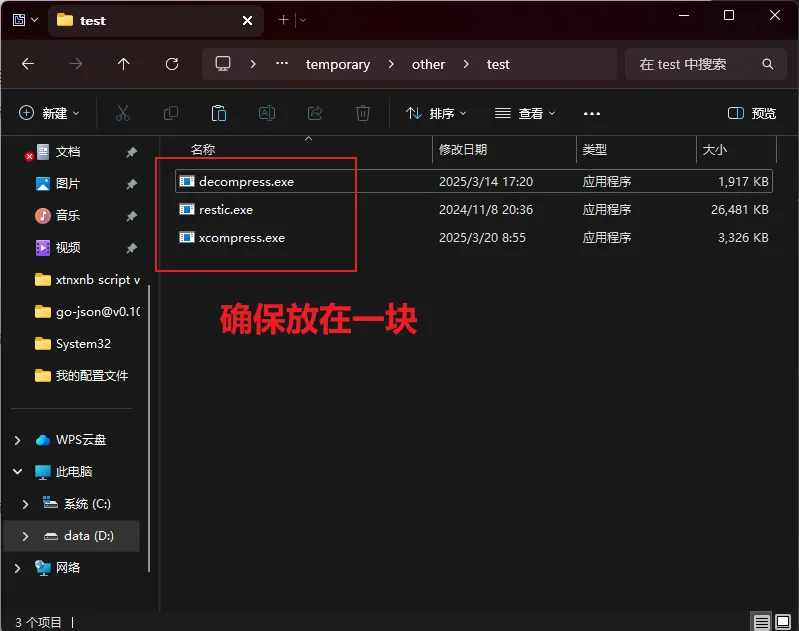 test
temporary
other
test
在 test 中搜索
新建
排序
查看
预览
名称
修改日期
类型
大小
文档
图片
音乐
视频
xtnxnb script v
go-json@v0.10
System32
我的配置文件
WPS云盘
此电脑
系统 (C:)
data (D:)
网络
decompress.exe 2025/3/14 17:20 应用程序 1,917 KB
restic.exe 2024/11/8 20:36 应用程序 26,481 KB
xcompress.exe 2025/3/20 8:55 应用程序 3,326 KB
确保放在一块
3 个项目